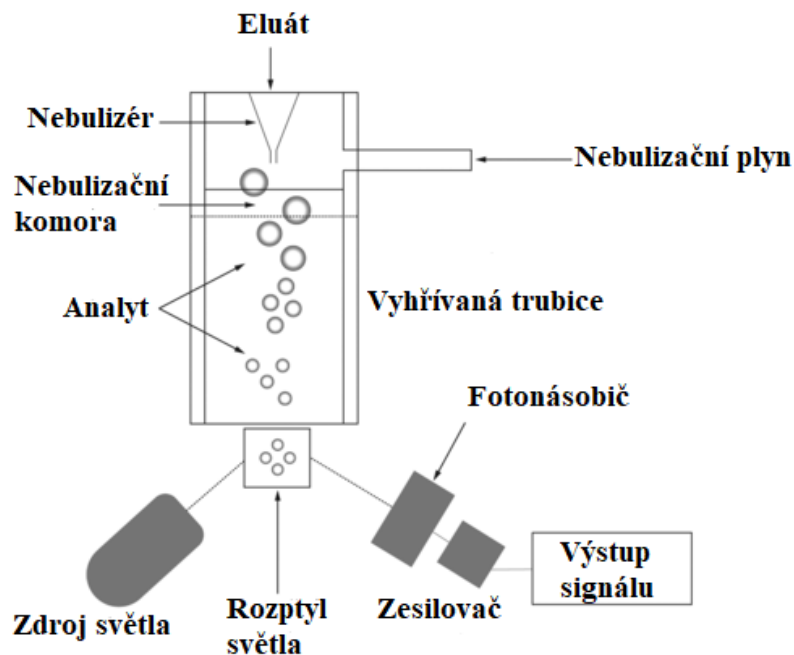 Eluát
Nebulizér
Nebulizační plyn
Nebulizační
komora
Analyt
Vyhřívaná trubice
Fotonásobič
Výstup
signálu
Zesilovač
Rozptyl
světla
Zdroj světla